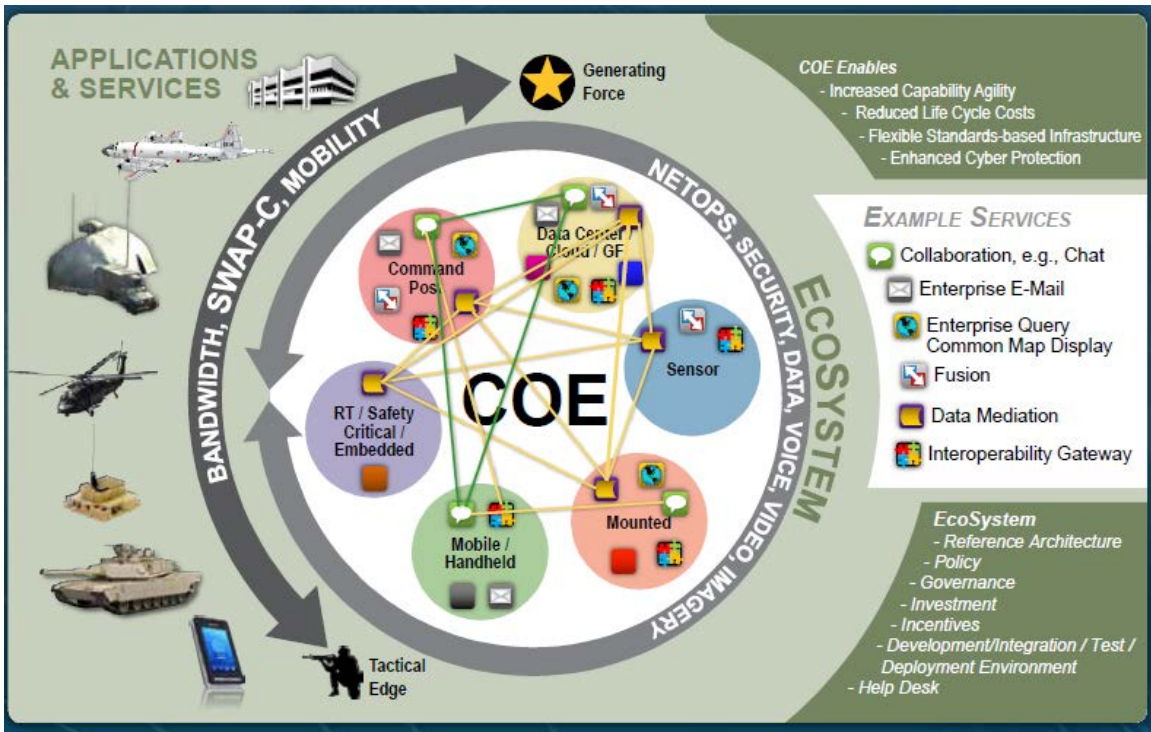 APPLICATIONS
& SERVICES
Generating
Force
COE Enables
- Increased Capability Agility
- Reduced Life Cycle Costs
- Flexible Standards-based Infrastructure
- Enhanced Cyber Protection
BANDWIDTH, SWAP-C, MOBILITY
NETOPS, SECURITY, DATA, VOICE, VIDEO, IMAGERY
ECOSYSTEM
Command
Post
Data Center /
Cloud / GF
Sensor
RT / Safety
Critical /
Embedded
COE
Mounted
Mobile /
Handheld
Tactical
Edge
EXAMPLE SERVICES
Collaboration, e.g., Chat
Enterprise E-Mail
Enterprise Query
Common Map Display
Fusion
Data Mediation
Interoperability Gateway
EcoSystem
- Reference Architecture
- Policy
- Governance
- Investment
- Incentives
- Development/Integration / Test /
Deployment Environment
- Help Desk